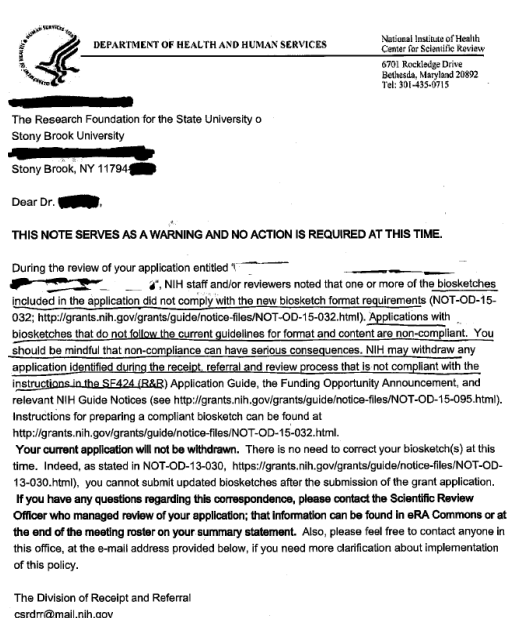 DEPARTMENT OF HEALTH AND HUMAN SERVICES
National Institute of Health
Center for Scientific Review
6701 Rockledge Drive
Bethesda, Maryland 20892
Tel: 301-435-0715
The Research Foundation for the State University o
Stony Brook University
Stony Brook, NY 11794
Dear Dr. ,
THIS NOTE SERVES AS A WARNING AND NO ACTION IS REQUIRED AT THIS TIME.
During the review of your application entitled "
", NIH staff and/or reviewers noted that one or more of the biosketches
included in the application did not comply with the new biosketch format requirements (NOT-OD-15-
032; http://grants.nih.gov/grants/guide/notice-files/NOT-OD-15-032.html). Applications with
biosketches that do not follow the current guidelines for format and content are non-compliant. You
should be mindful that non-compliance can have serious consequences. NIH may withdraw any
application identified during the receipt, referral and review process that is not compliant with the
instructions in the SF424 (R&R) Application Guide, the Funding Opportunity Announcement, and
relevant NIH Guide Notices (see http://grants.nih.gov/grants/guide/notice-files/NOT-OD-15-095.html).
Instructions for preparing a compliant biosketch can be found at
http://grants.nih.gov/grants/guide/notice-files/NOT-OD-15-032.html.
Your current application will not be withdrawn. There is no need to correct your biosketch(s) at this
time. Indeed, as stated in NOT-OD-13-030, https://grants.nih.gov/grants/guide/notice-files/NOT-OD-
13-030.html), you cannot submit updated biosketches after the submission of the grant application.
If you have any questions regarding this correspondence, please contact the Scientific Review
Officer who managed review of your application; that information can be found in eRA Commons or at
the end of the meeting roster on your summary statement. Also, please feel free to contact anyone in
this office, at the e-mail address provided below, if you need more clarification about implementation
of this policy.
The Division of Receipt and Referral
csrdrr@mail.nih.gov